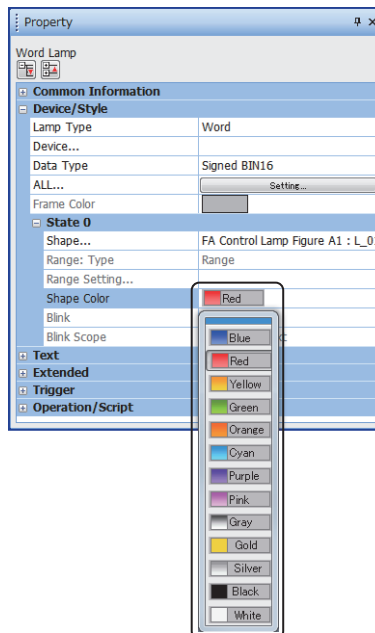 Property
Word Lamp
Common Information
Device/Style
Lamp Type Word
Device...
Data Type Signed BIN16
ALL... Setting...
Frame Color
State 0
Shape... FA Control Lamp Figure A1 : L_01
Range: Type Range
Range Setting...
Shape Color Red
Blink
Blink Scope
Text
Extended
Trigger
Operation/Script
Blue
Red
Yellow
Green
Orange
Cyan
Purple
Pink
Gray
Gold
Silver
Black
White